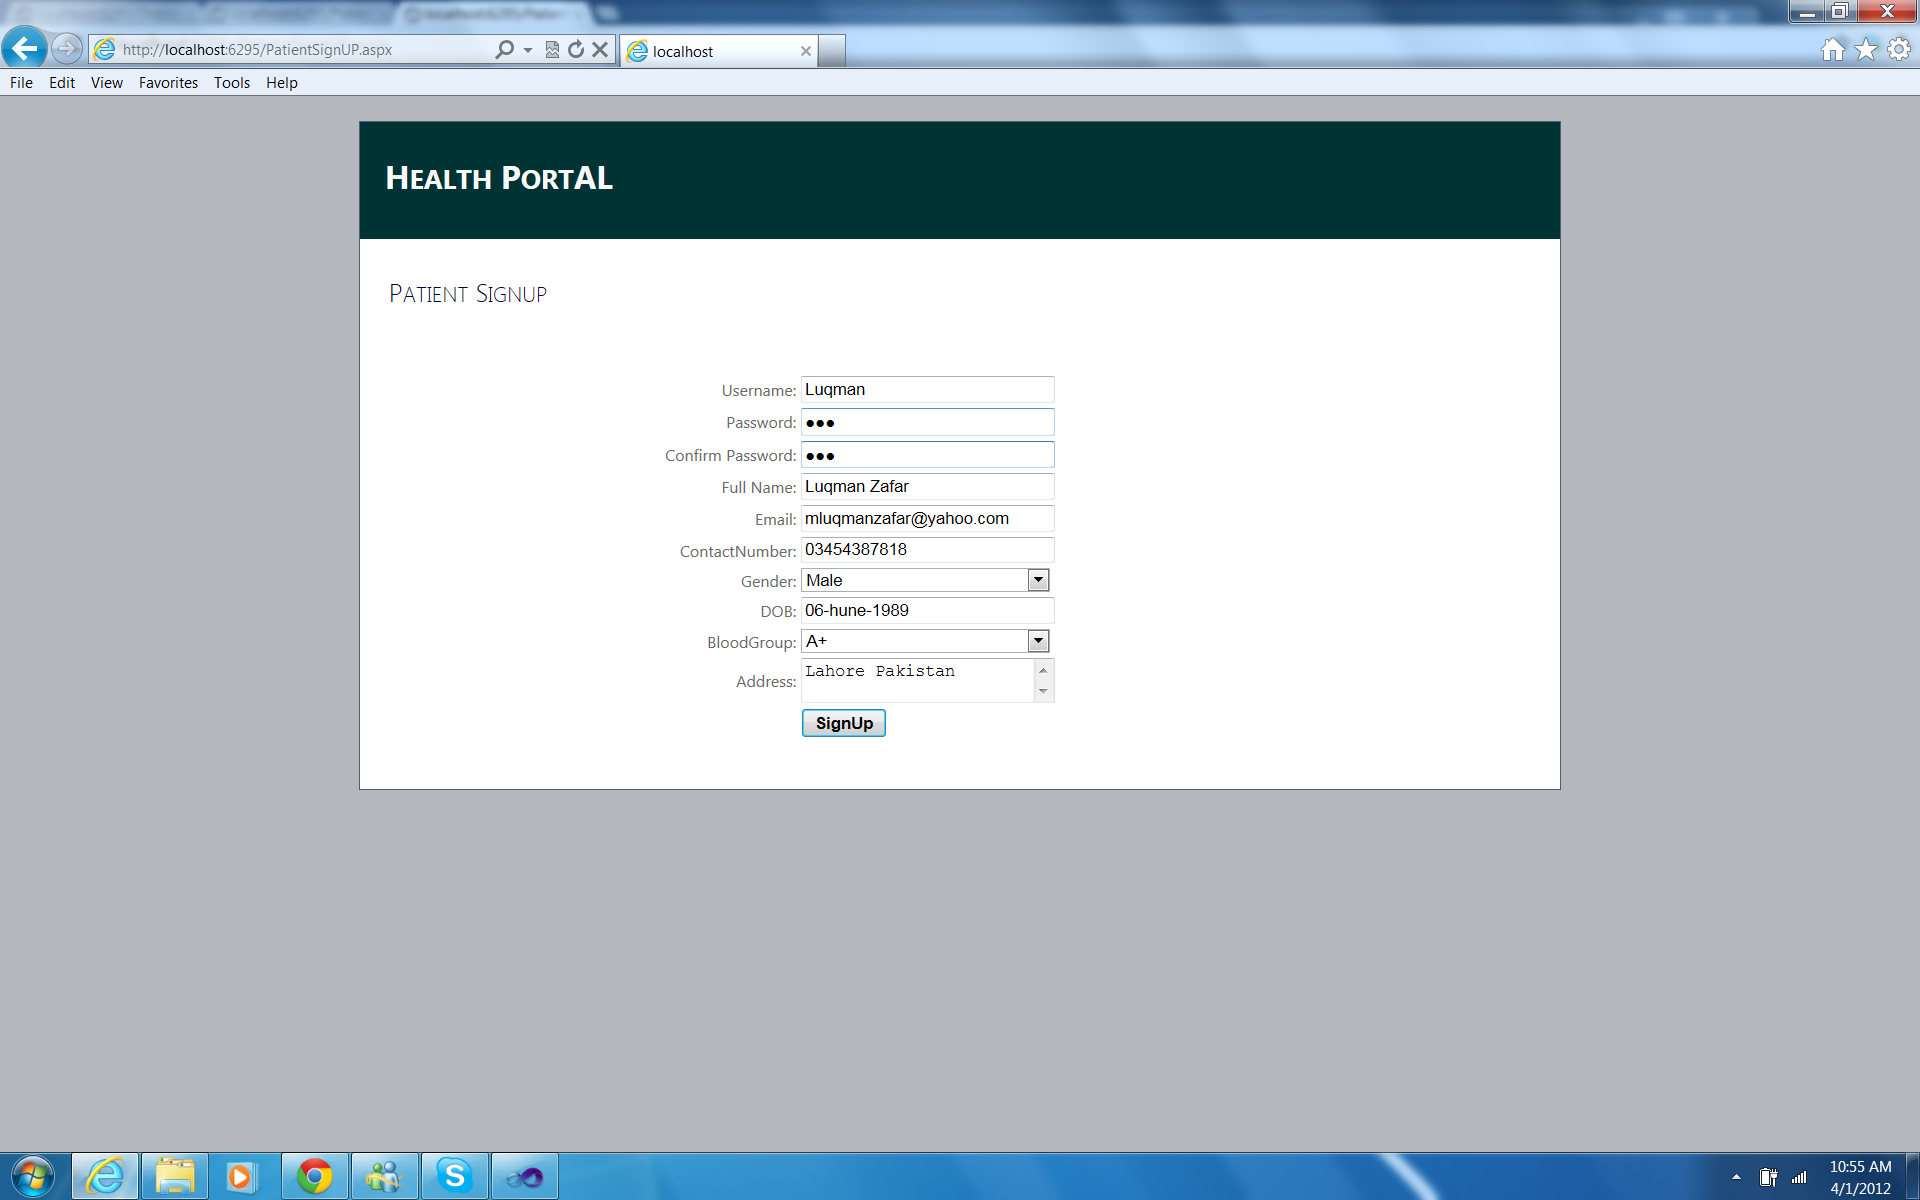 http://localhost:6295/PatientSignUP.aspx
localhost
File Edit View Favorites Tools Help
HEALTH PORTAL
PATIENT SIGNUP
Username: Luqman
Password: ●●●
Confirm Password: ●●●
Full Name: Luqman Zafar
Email: mluqmanzafar@yahoo.com
ContactNumber: 03454387818
Gender: Male
DOB: 06-hune-1989
BloodGroup: A+
Address: Lahore Pakistan
SignUp
10:55 AM
4/1/2012